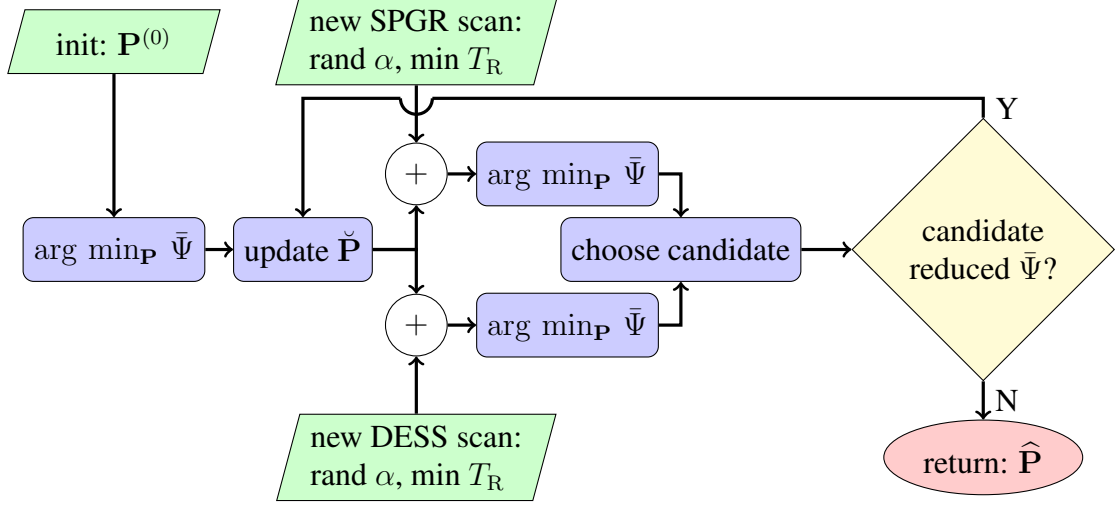 init: P^(0)
new SPGR scan:
rand α, min T_R
Y
+
arg min_P Ψ̄
arg min_P Ψ̄
update P̆
choose candidate
candidate
reduced Ψ̄?
+
arg min_P Ψ̄
N
new DESS scan:
rand α, min T_R
return: P̂